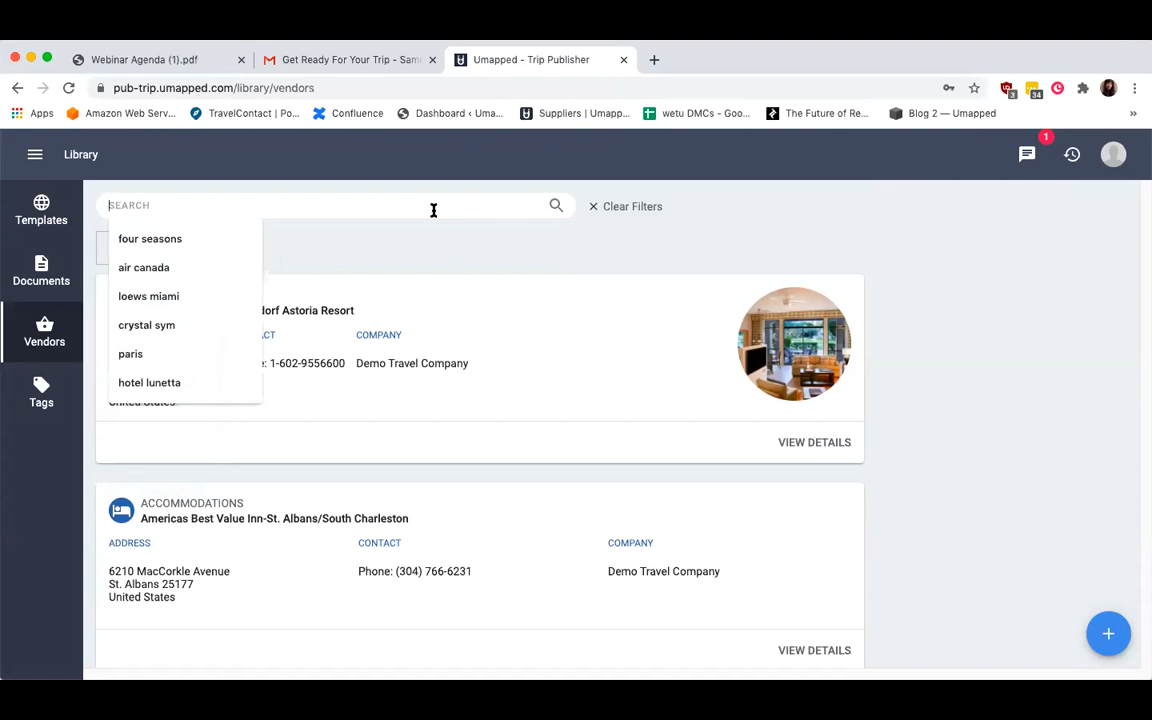 Webinar Agenda (1).pdf
Get Ready For Your Trip - Sam
Umapped - Trip Publisher
pub-trip.umapped.com/library/vendors
3
34
Apps
Amazon Web Serv...
TravelContact | Po...
Confluence
Dashboard ‹ Uma...
Suppliers | Umapp...
wetu DMCs - Goo...
The Future of Re...
Blog 2 — Umapped
»
Library
1
Templates
Documents
Vendors
Tags
SEARCH
Clear Filters
four seasons
air canada
loews miami
crystal sym
paris
hotel lunetta
dorf Astoria Resort
ACT
COMPANY
e: 1-602-9556600
Demo Travel Company
United States
VIEW DETAILS
ACCOMMODATIONS
Americas Best Value Inn-St. Albans/South Charleston
ADDRESS
CONTACT
COMPANY
6210 MacCorkle Avenue
Phone: (304) 766-6231
Demo Travel Company
St. Albans 25177
United States
VIEW DETAILS